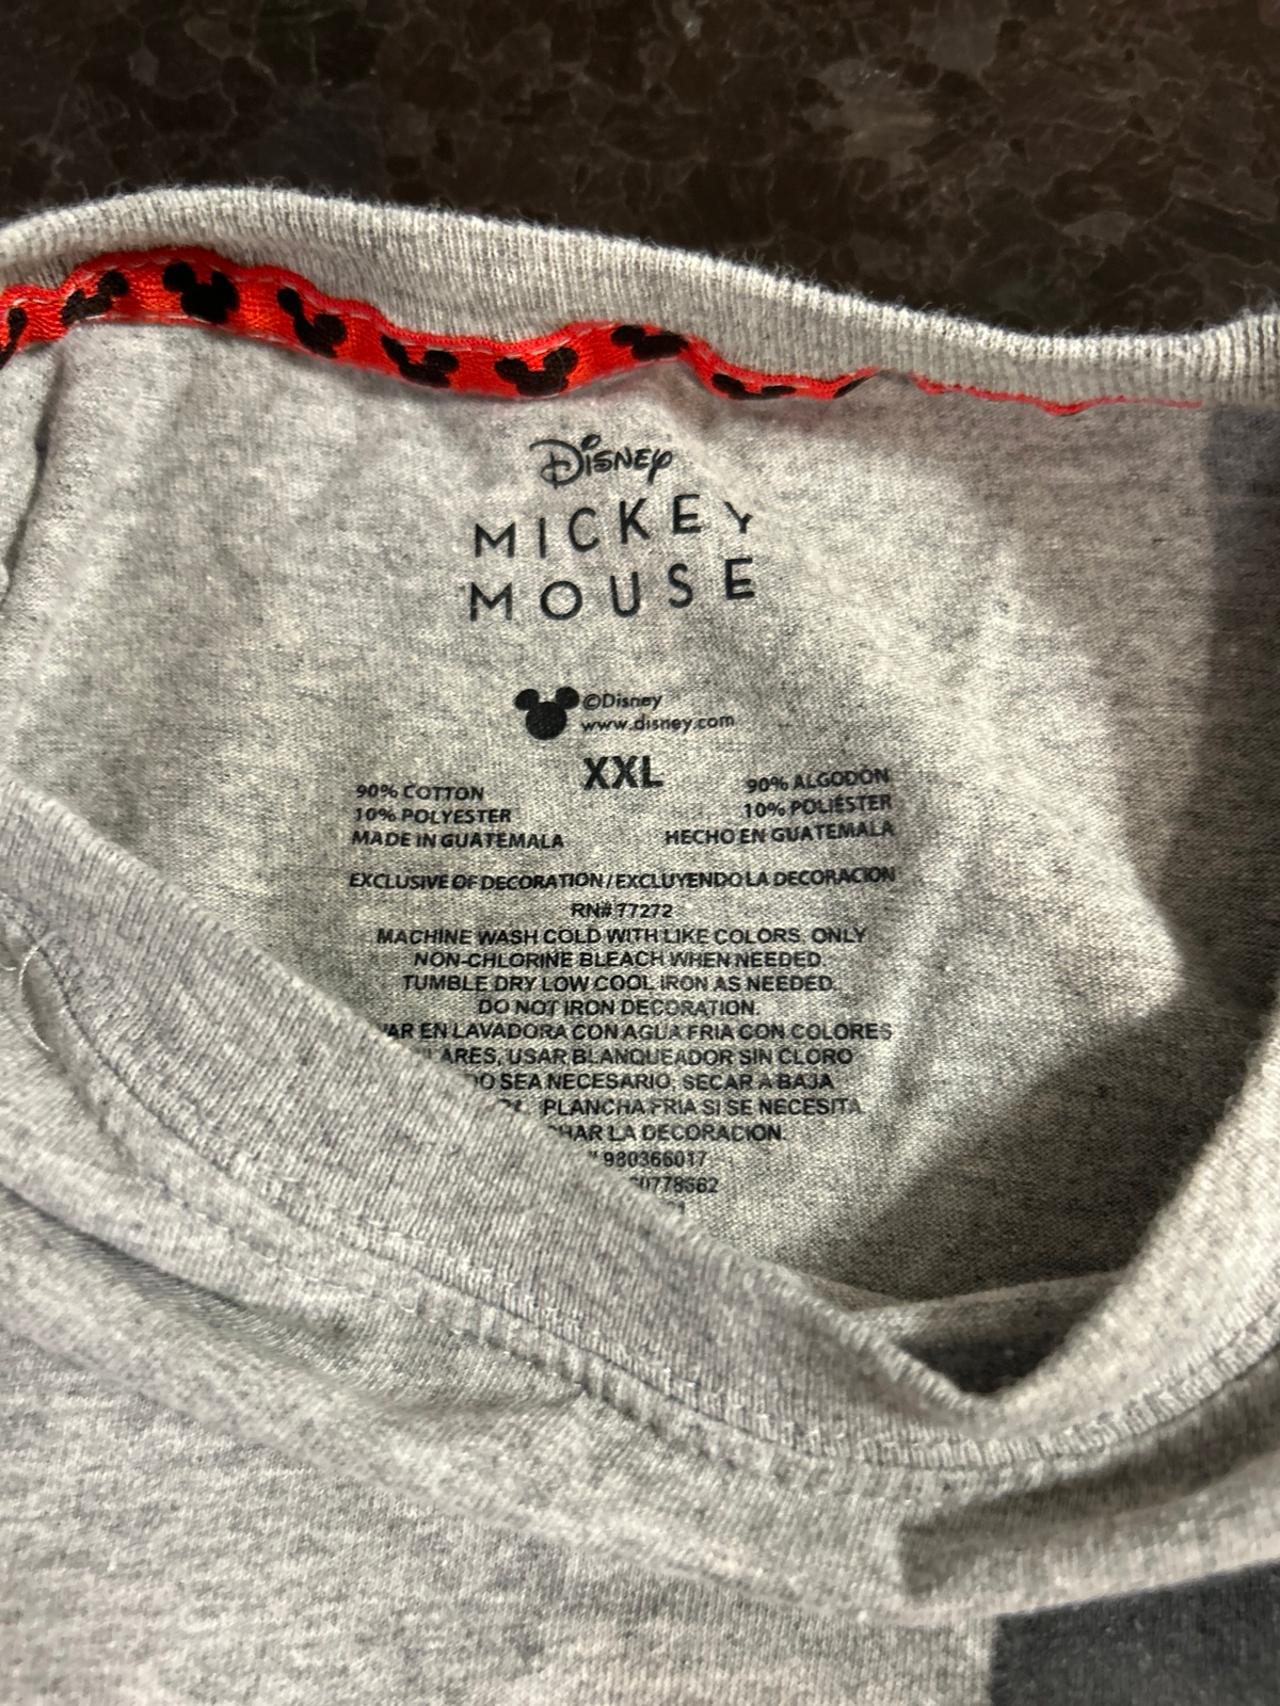 Disney
MICKEY
MOUSE
©Disney
www.disney.com
XXL
90% COTTON
10% POLYESTER
MADE IN GUATEMALA
90% ALGODÓN
10% POLIÉSTER
HECHO EN GUATEMALA
EXCLUSIVE OF DECORATION/EXCLUYENDO LA DECORACION
RN# 77272
MACHINE WASH COLD WITH LIKE COLORS. ONLY
NON-CHLORINE BLEACH WHEN NEEDED.
TUMBLE DRY LOW COOL IRON AS NEEDED.
DO NOT IRON DECORATION.
EN LAVADORA CON AGUA FRIA CON COLORES
USAR BLANQUEADOR SIN CLORO
SEA NECESARIO; SECAR A BAJA
PLANCHA FRIA SI SE NECESITA
LA DECORACION.
980366017